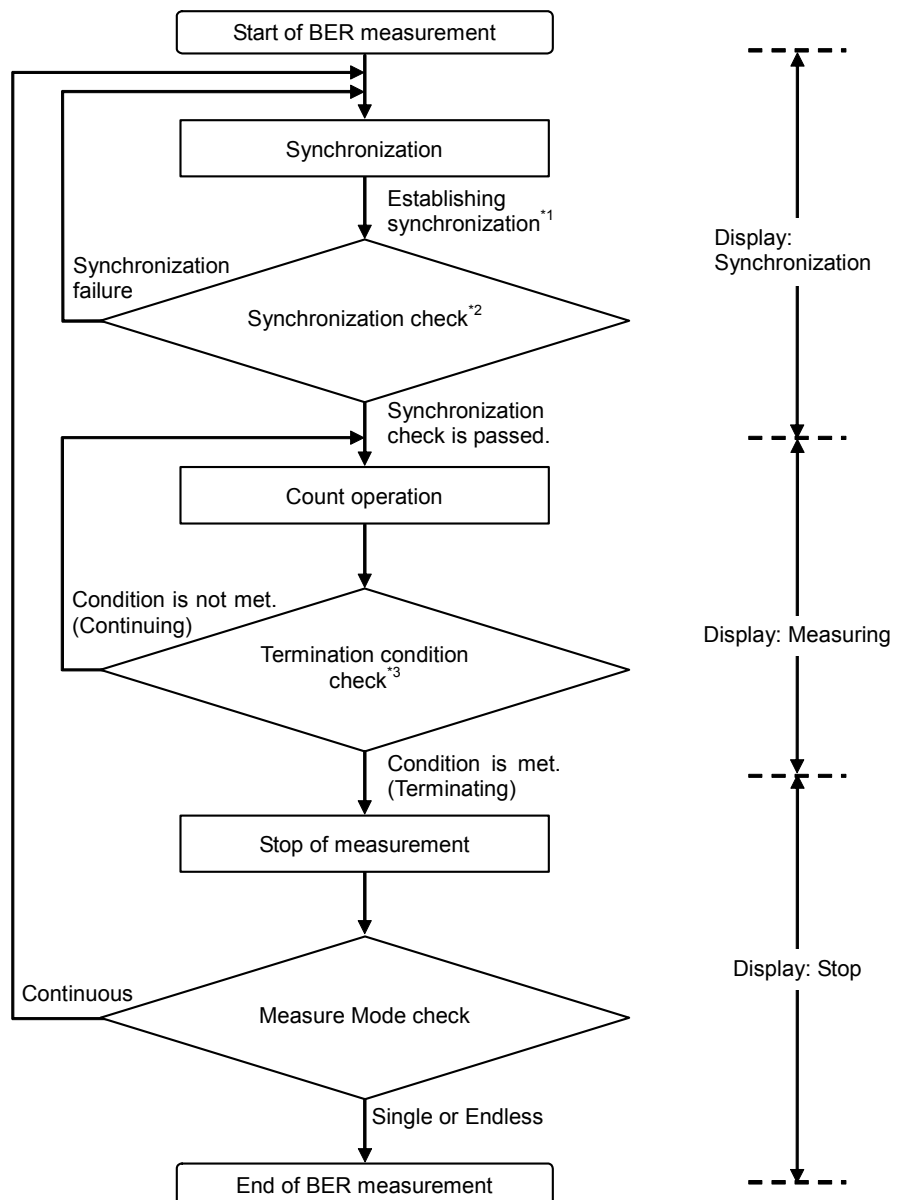 Start of BER measurement
Synchronization
Establishing
synchronization*1
Display:
Synchronization
Synchronization
failure
Synchronization check*2
Synchronization
check is passed.
Count operation
Condition is not met.
(Continuing)
Display: Measuring
Termination condition
check*3
Condition is met.
(Terminating)
Stop of measurement
Display: Stop
Continuous
Measure Mode check
Single or Endless
End of BER measurement